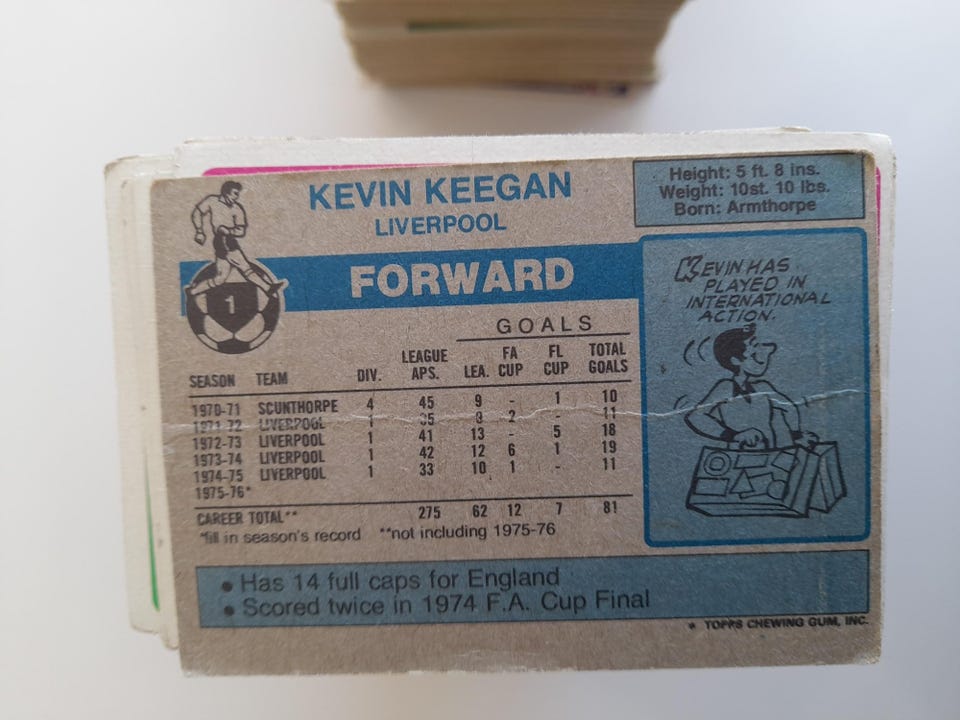 KEVIN KEEGAN
LIVERPOOL
Height: 5 ft. 8 ins.
Weight: 10st. 10 lbs.
Born: Armthorpe
1
FORWARD
KEVIN HAS
PLAYED IN
INTERNATIONAL
ACTION.
GOALS
SEASON TEAM DIV. LEAGUE APS. LEA. FA CUP FL CUP TOTAL GOALS
1970-71 SCUNTHORPE 4 45 9 - 1 10
1971-72 LIVERPOOL 1 35 9 2 - 11
1972-73 LIVERPOOL 1 41 13 - 5 18
1973-74 LIVERPOOL 1 42 12 6 1 19
1974-75 LIVERPOOL 1 33 10 1 - 11
1975-76*
CAREER TOTAL** 275 62 12 7 81
*fill in season's record **not including 1975-76
• Has 14 full caps for England
• Scored twice in 1974 F.A. Cup Final
* TOPPS CHEWING GUM, INC.